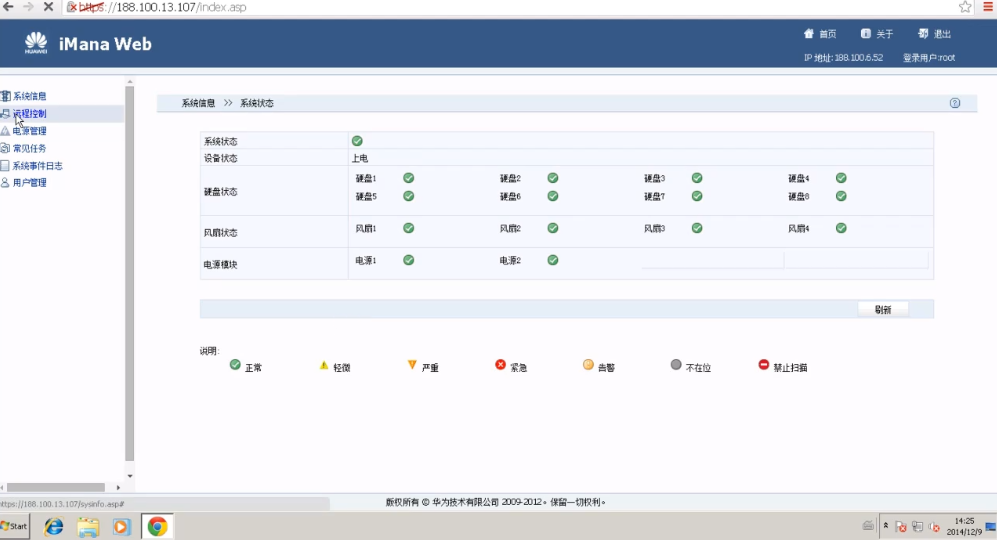 https://188.100.13.107/index.asp
HUAWEI
iMana Web
首页 关于 退出
IP 地址:188.100.6.52 登录用户:root
系统信息
远程控制
电源管理
常见任务
系统事件日志
用户管理
系统信息 >> 系统状态
系统状态
设备状态 上电
硬盘状态
硬盘1 硬盘2 硬盘3 硬盘4
硬盘5 硬盘6 硬盘7 硬盘8
风扇状态
风扇1 风扇2 风扇3 风扇4
电源模块
电源1 电源2
刷新
说明:
正常 轻微 严重 紧急 告警 不在位 禁止扫描
https://188.100.13.107/sysinfo.asp#
版权所有 © 华为技术有限公司 2009-2012。保留一切权利。
Start
14:25
2014/12/9